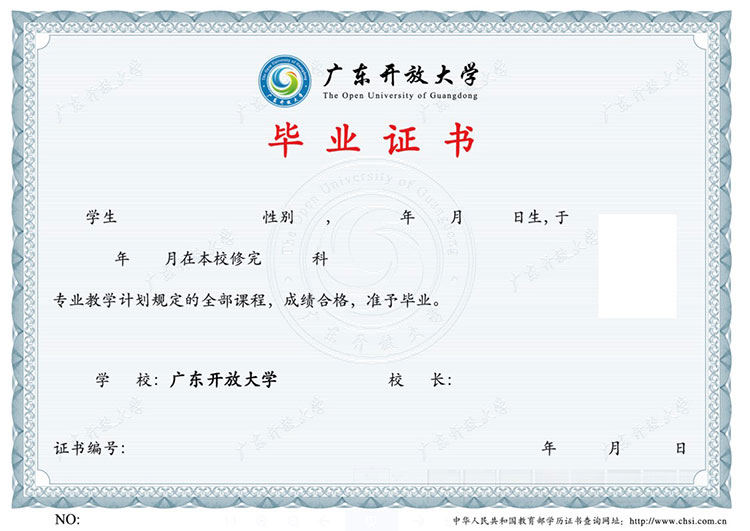 广东开放大学
The Open University of Guangdong
毕业证书
学生 性别 , 年 月 日生,于
年 月在本校修完 科
专业教学计划规定的全部课程,成绩合格,准予毕业。
学 校:广东开放大学 校 长:
证书编号: 年 月 日
NO: 中华人民共和国教育部学历证书查询网址:http://www.chsi.com.cn